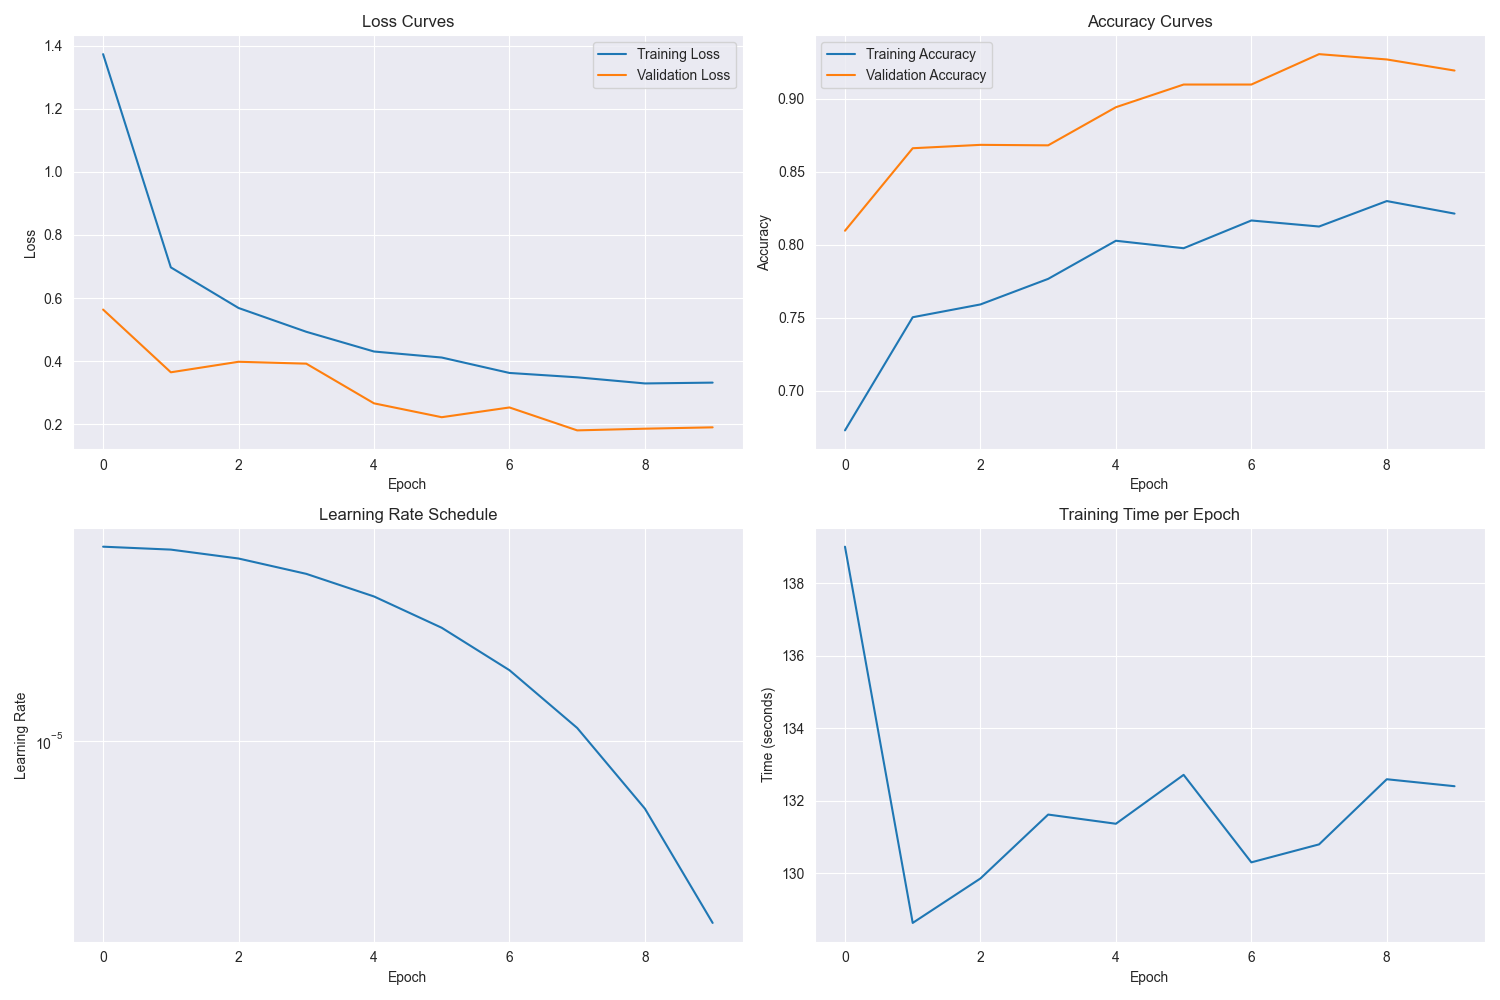 Loss Curves
Training Loss
Validation Loss
Loss
1.4
1.2
1.0
0.8
0.6
0.4
0.2
0 2 4 6 8
Epoch
Accuracy Curves
Training Accuracy
Validation Accuracy
Accuracy
0.90
0.85
0.80
0.75
0.70
0 2 4 6 8
Epoch
Learning Rate Schedule
Learning Rate
10⁻⁵
0 2 4 6 8
Epoch
Training Time per Epoch
Time (seconds)
138
136
134
132
130
0 2 4 6 8
Epoch